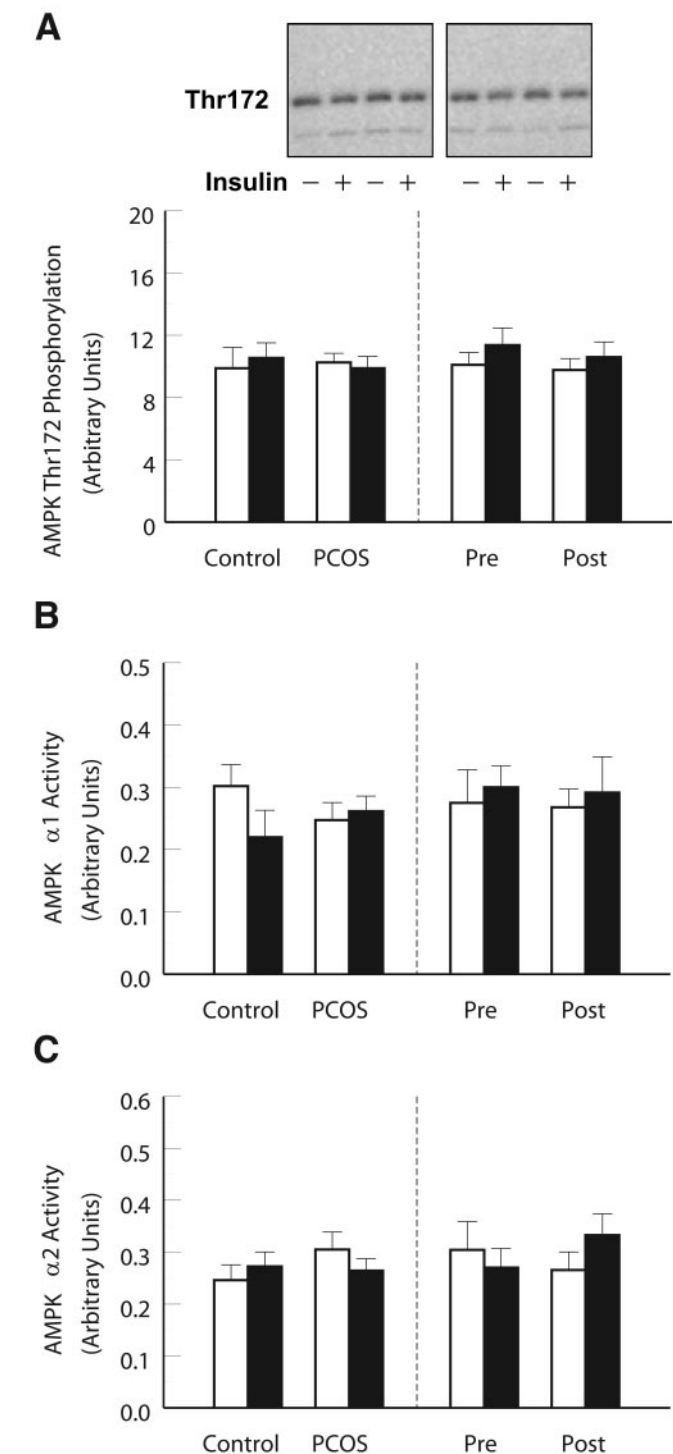 A
Thr172
Insulin − + − + − + − +
AMPK Thr172 Phosphorylation
(Arbitrary Units)
20
16
12
8
4
0
Control PCOS Pre Post
B
AMPK α1 Activity
(Arbitrary Units)
0.5
0.4
0.3
0.2
0.1
0.0
Control PCOS Pre Post
C
AMPK α2 Activity
(Arbitrary Units)
0.6
0.5
0.4
0.3
0.2
0.1
0.0
Control PCOS Pre Post